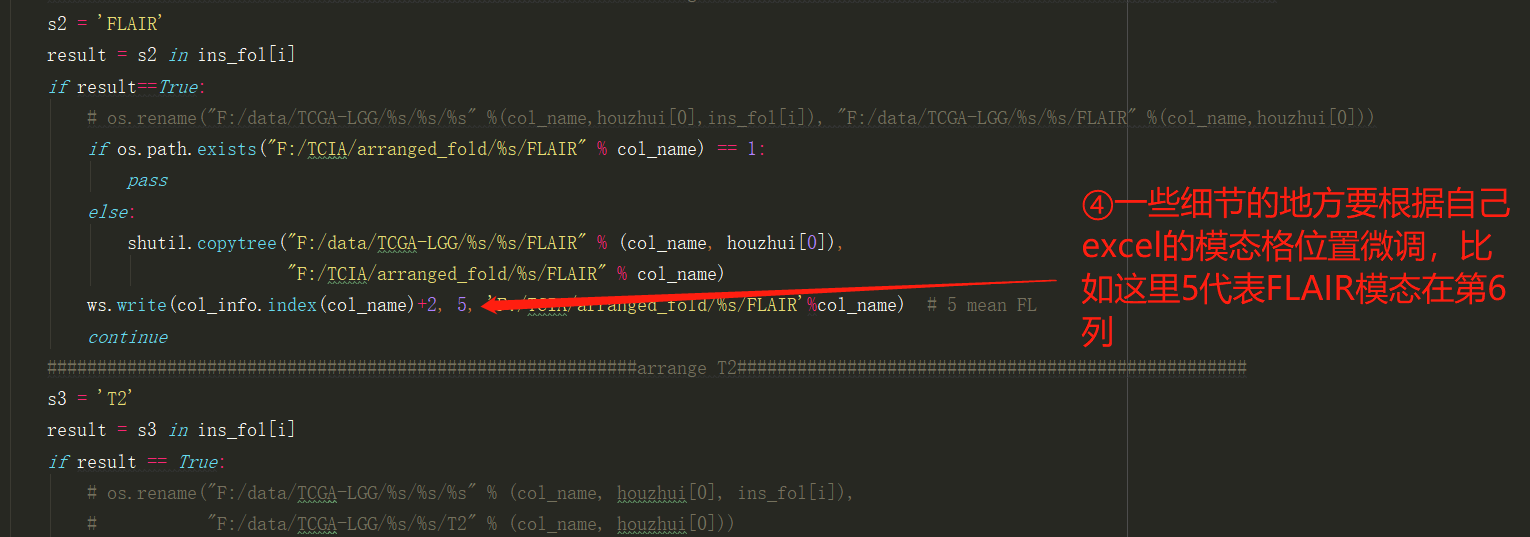 s2 = 'FLAIR'
result = s2 in ins_fol[i]
if result==True:
# os.rename("F:/data/TCGA-LGG/%s/%s/%s" %(col_name,houzhui[0],ins_fol[i]), "F:/data/TCGA-LGG/%s/%s/FLAIR" %(col_name,houzhui[0]))
if os.path.exists("F:/TCIA/arranged_fold/%s/FLAIR" % col_name) == 1:
pass
else:
shutil.copytree("F:/data/TCGA-LGG/%s/%s/FLAIR" % (col_name, houzhui[0]),
"F:/TCIA/arranged_fold/%s/FLAIR" % col_name)
ws.write(col_info.index(col_name)+2, 5, 'F:/TCIA/arranged_fold/%s/FLAIR'%col_name)  # 5 mean FL
continue
###########################################################arrange T2###################################################
s3 = 'T2'
result = s3 in ins_fol[i]
if result == True:
# os.rename("F:/data/TCGA-LGG/%s/%s/%s" % (col_name, houzhui[0], ins_fol[i]),
#           "F:/data/TCGA-LGG/%s/%s/T2" % (col_name, houzhui[0]))
④一些细节的地方要根据自己
excel的模态格位置微调，比
如这里5代表FLAIR模态在第6
列